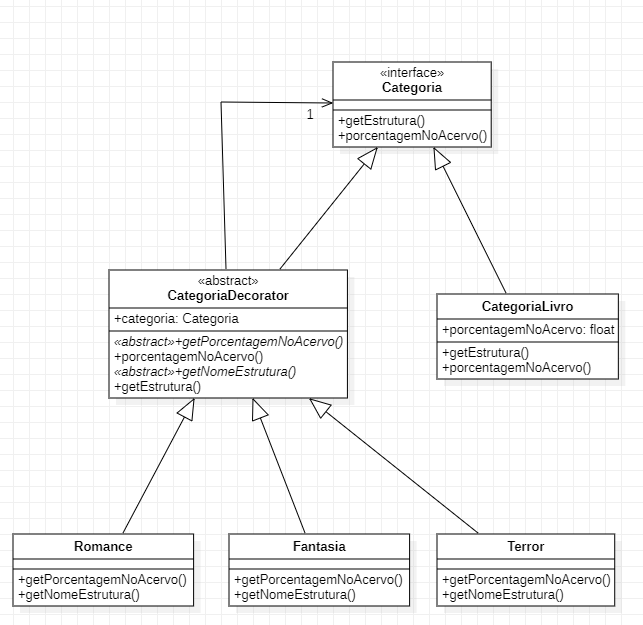 «interface»
Categoria
+getEstrutura()
+porcentagemNoAcervo()
1
«abstract»
CategoriaDecorator
+categoria: Categoria
«abstract»+getPorcentagemNoAcervo()
+porcentagemNoAcervo()
«abstract»+getNomeEstrutura()
+getEstrutura()
CategoriaLivro
+porcentagemNoAcervo: float
+getEstrutura()
+porcentagemNoAcervo()
Romance
+getPorcentagemNoAcervo()
+getNomeEstrutura()
Fantasia
+getPorcentagemNoAcervo()
+getNomeEstrutura()
Terror
+getPorcentagemNoAcervo()
+getNomeEstrutura()